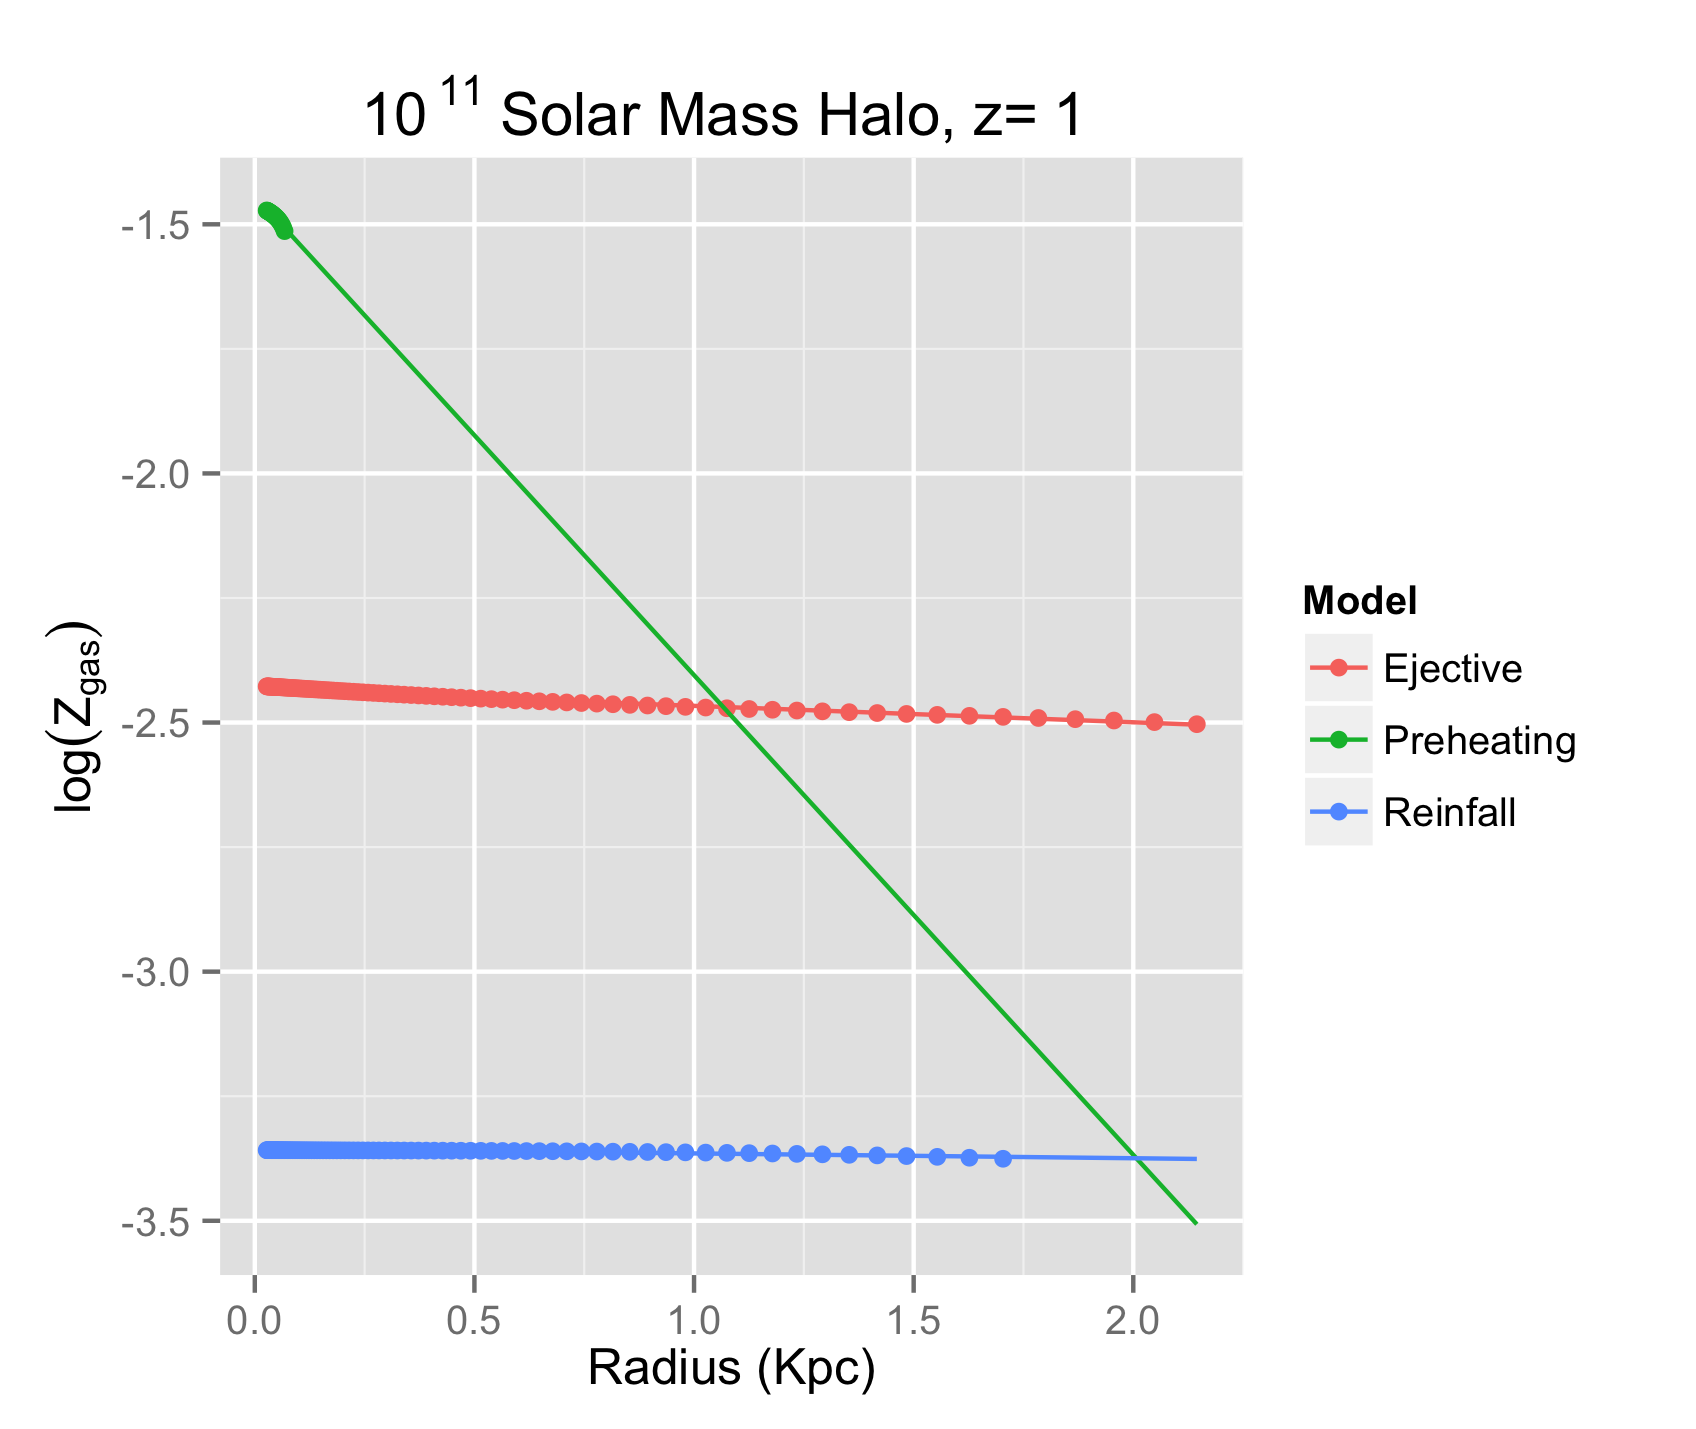 10 11 Solar Mass Halo, z= 1
-1.5
-2.0
-2.5
-3.0
-3.5
log(Zgas)
0.0 0.5 1.0 1.5 2.0
Radius (Kpc)
Model
Ejective
Preheating
Reinfall